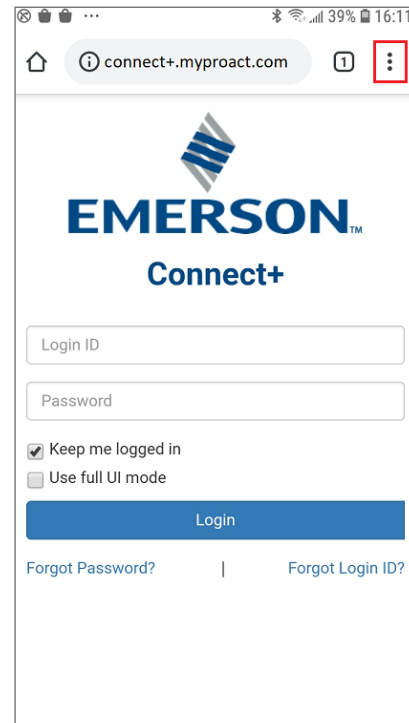 39% 16:11
connect+.myproact.com 1
EMERSON™
Connect+
Login ID
Password
Keep me logged in
Use full UI mode
Login
Forgot Password? | Forgot Login ID?